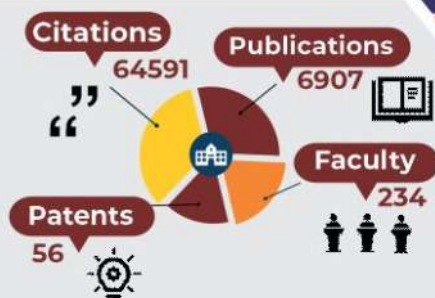 Citations
64591
Publications
6907
Faculty
234
Patents
56